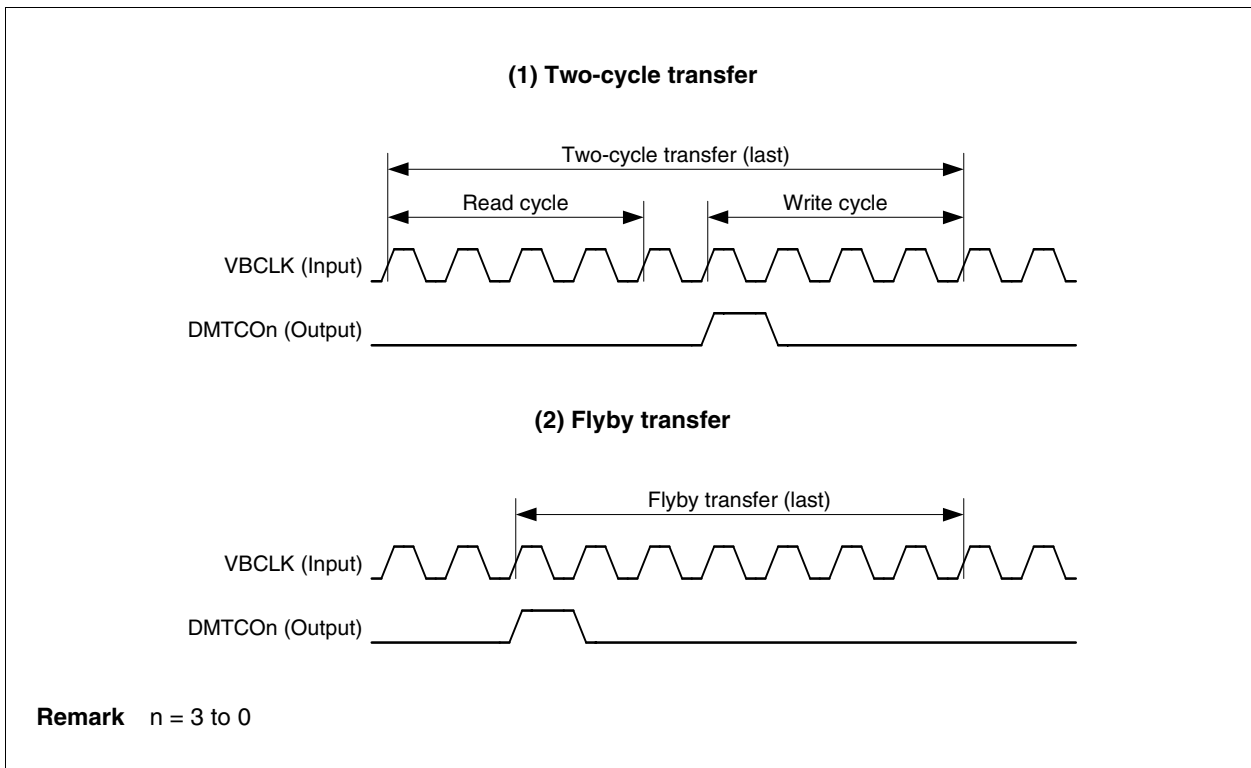 (1) Two-cycle transfer
Two-cycle transfer (last)
Read cycle
Write cycle
VBCLK (Input)
DMTCOn (Output)
(2) Flyby transfer
Flyby transfer (last)
VBCLK (Input)
DMTCOn (Output)
Remark n = 3 to 0